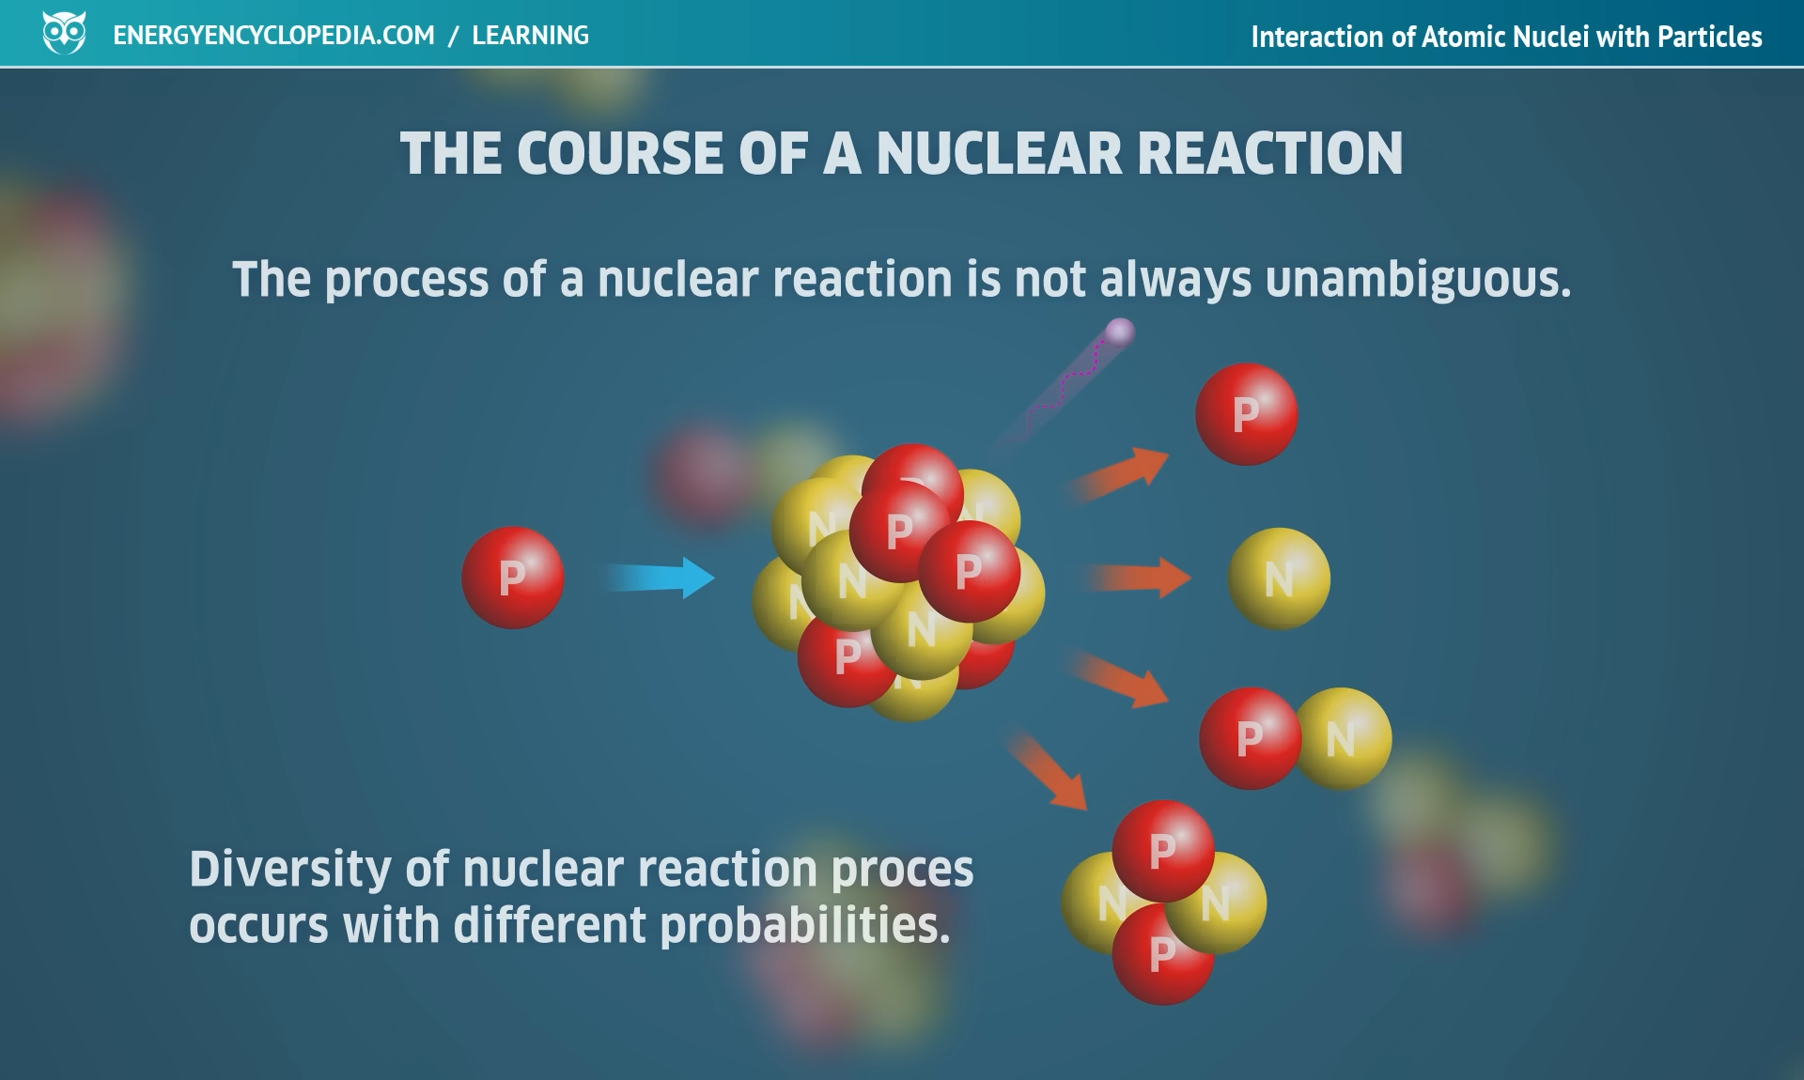 ENERGYENCYCLOPEDIA.COM / LEARNING
Interaction of Atomic Nuclei with Particles
THE COURSE OF A NUCLEAR REACTION
The process of a nuclear reaction is not always unambiguous.
P
P
N
P
P
N
P
N
N
N
N
P
N
P
N
P
N
N
P
Diversity of nuclear reaction proces
occurs with different probabilities.